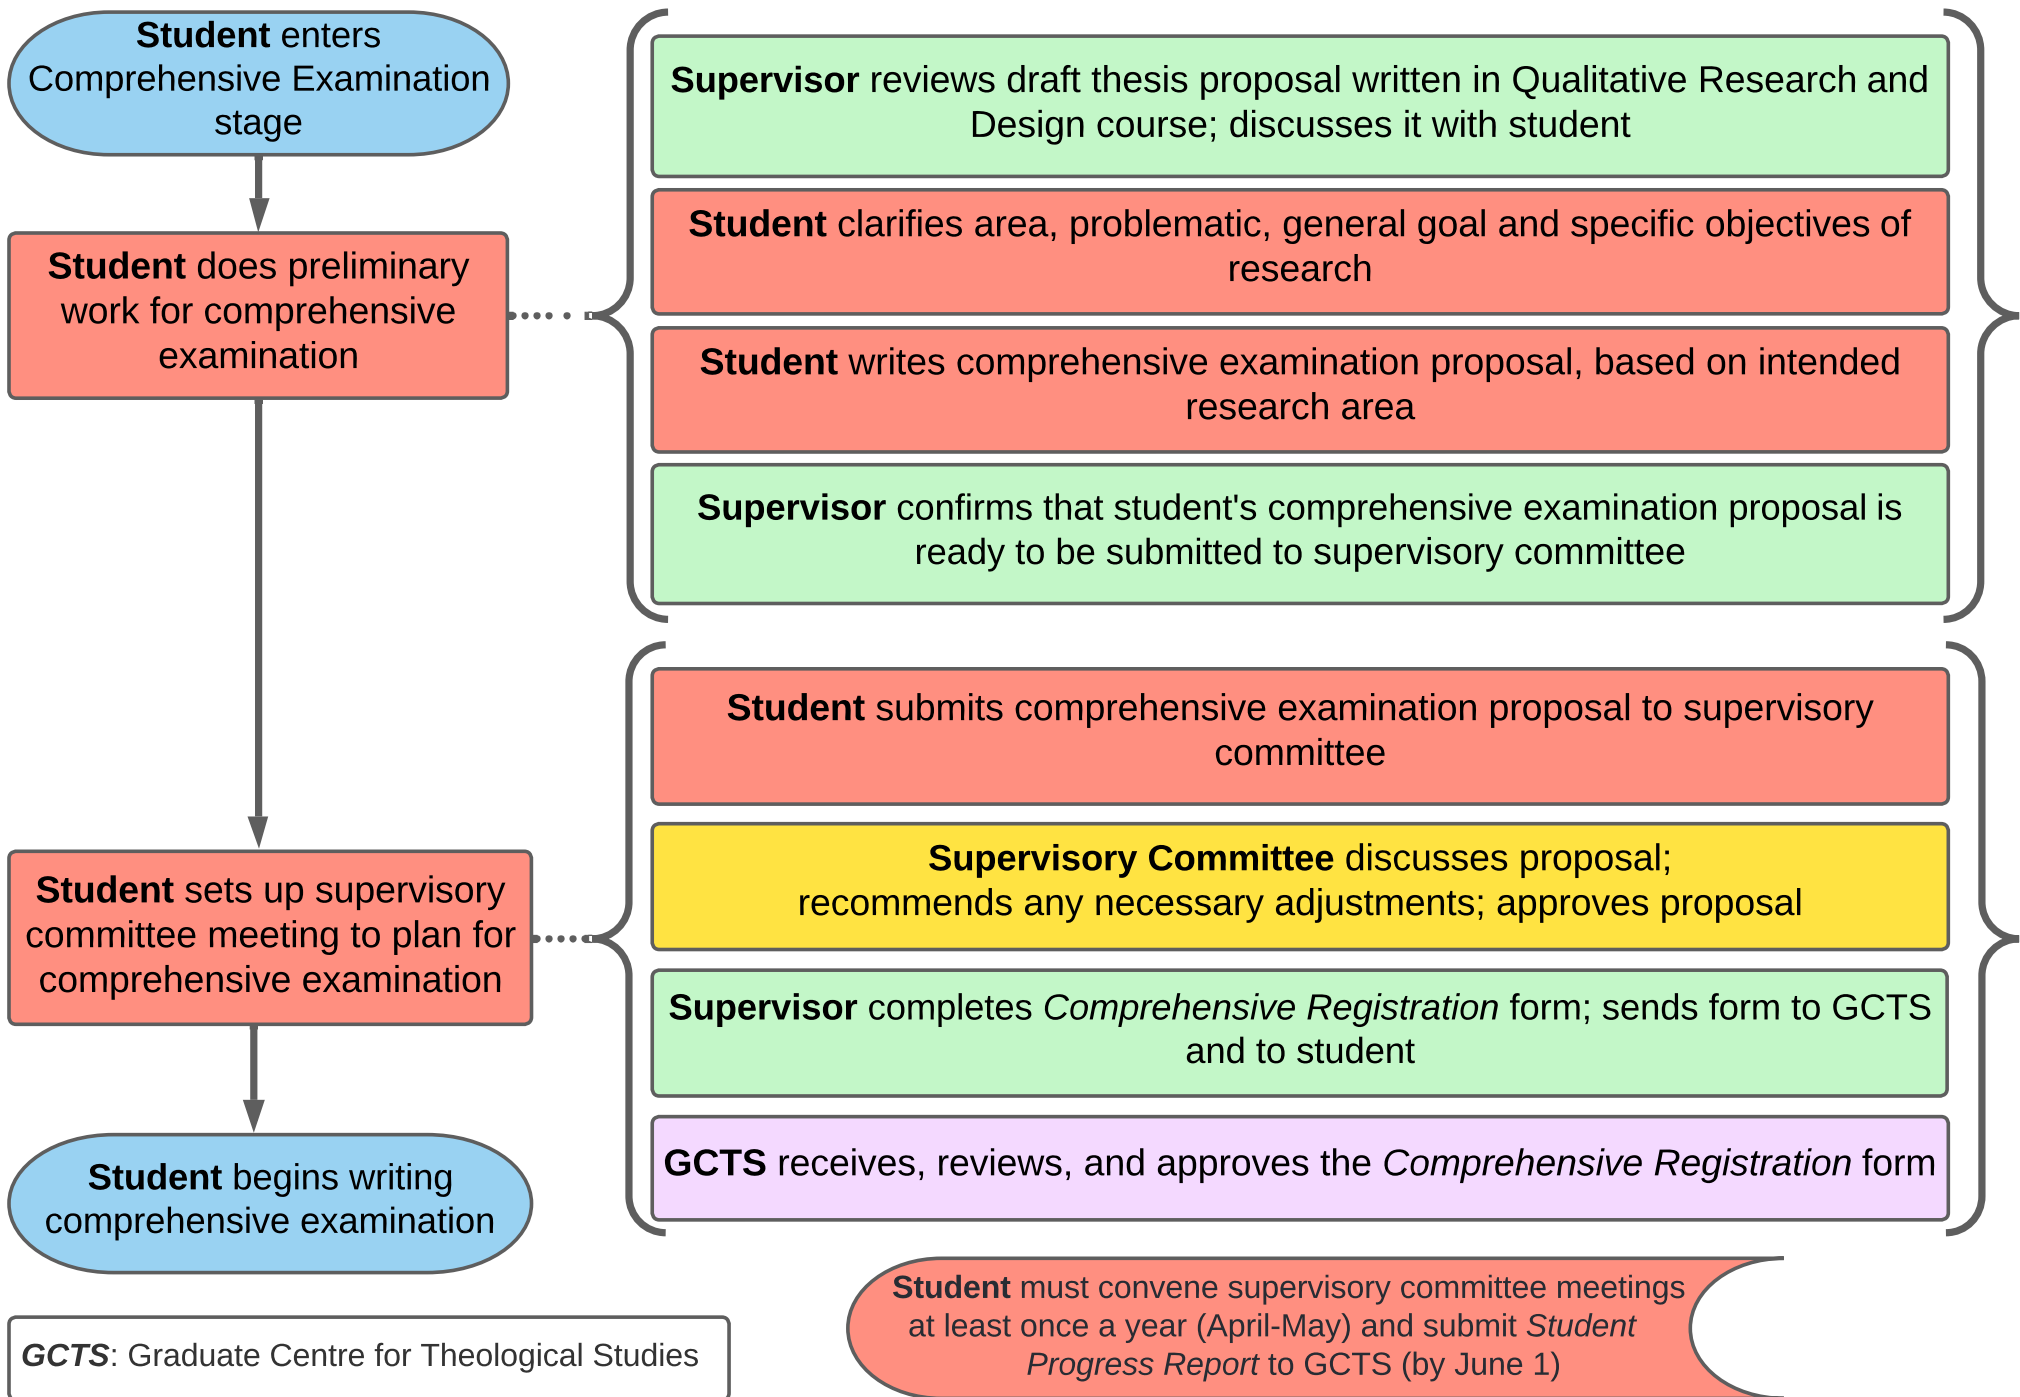 Student enters
Comprehensive Examination
stage
Student does preliminary
work for comprehensive
examination
Supervisor reviews draft thesis proposal written in Qualitative Research and
Design course; discusses it with student
Student clarifies area, problematic, general goal and specific objectives of
research
Student writes comprehensive examination proposal, based on intended
research area
Supervisor confirms that student's comprehensive examination proposal is
ready to be submitted to supervisory committee
Student sets up supervisory
committee meeting to plan for
comprehensive examination
Student submits comprehensive examination proposal to supervisory
committee
Supervisory Committee discusses proposal;
recommends any necessary adjustments; approves proposal
Supervisor completes Comprehensive Registration form; sends form to GCTS
and to student
GCTS receives, reviews, and approves the Comprehensive Registration form
Student begins writing
comprehensive examination
Student must convene supervisory committee meetings
at least once a year (April-May) and submit Student
Progress Report to GCTS (by June 1)
GCTS: Graduate Centre for Theological Studies